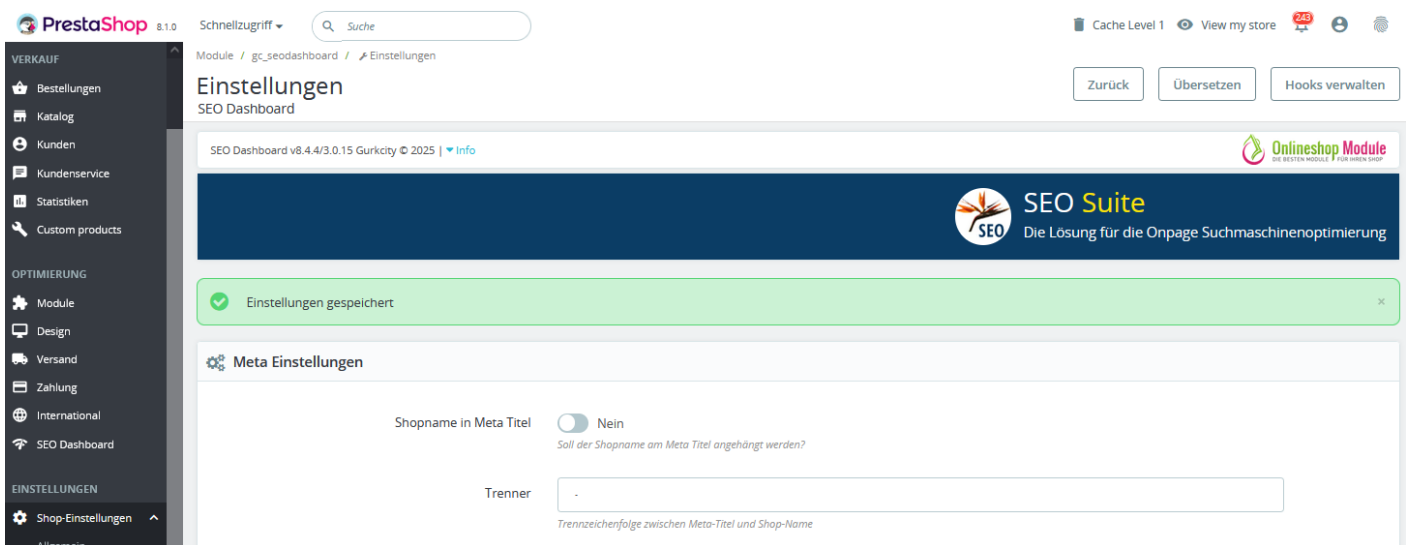 PrestaShop 8.1.0 Schnellzugriff Suche Cache Level 1 View my store 243
VERKAUF
Bestellungen
Katalog
Kunden
Kundenservice
Statistiken
Custom products
OPTIMIERUNG
Module
Design
Versand
Zahlung
International
SEO Dashboard
EINSTELLUNGEN
Shop-Einstellungen
Allgemein
Module / gc_seodashboard / Einstellungen
Einstellungen
SEO Dashboard
Zurück Übersetzen Hooks verwalten
SEO Dashboard v8.4.4/3.0.15 Gurkcity © 2025 | Info
Onlineshop Module
DIE BESTEN MODULE FÜR IHREN SHOP
SEO
SEO Suite
Die Lösung für die Onpage Suchmaschinenoptimierung
Einstellungen gespeichert ×
Meta Einstellungen
Shopname in Meta Titel Nein
Soll der Shopname am Meta Titel angehängt werden?
Trenner -
Trennzeichenfolge zwischen Meta-Titel und Shop-Name